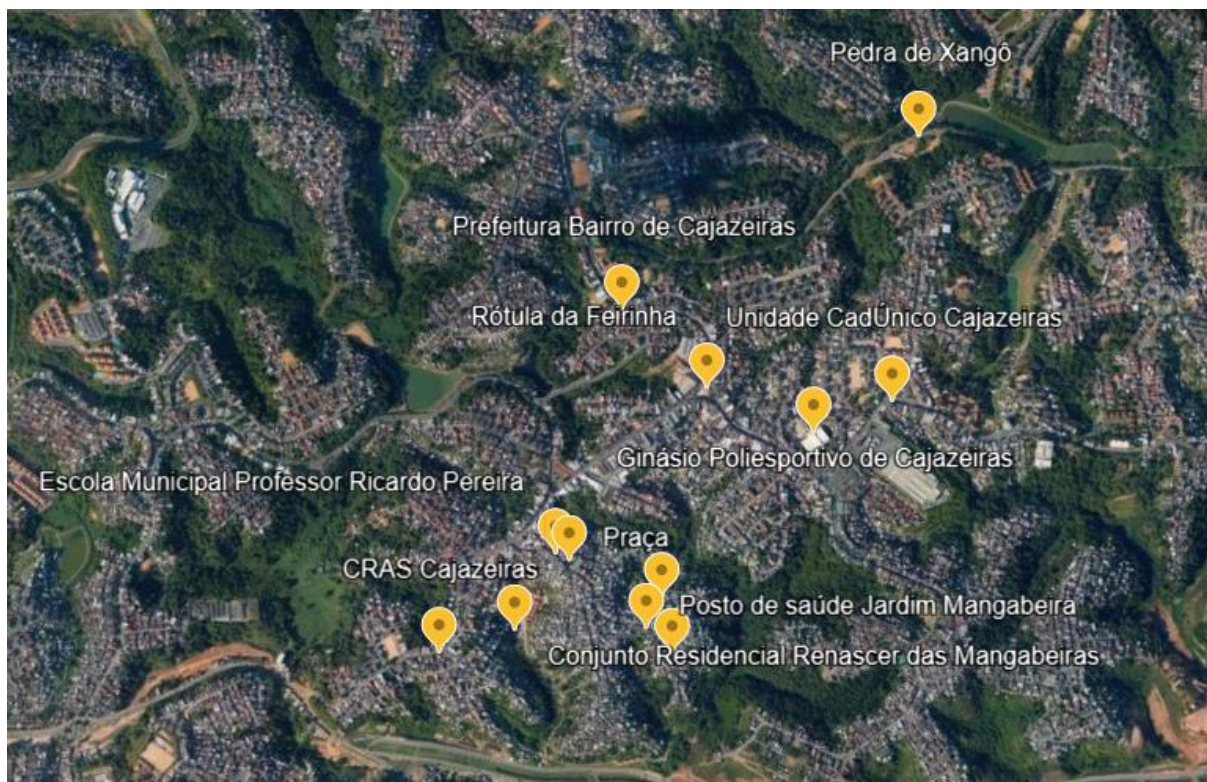 Pedra de Xangô
Prefeitura Bairro de Cajazeiras
Rótula da Feirinha
Unidade CadÚnico Cajazeiras
Ginásio Poliesportivo de Cajazeiras
Escola Municipal Professor Ricardo Pereira
Praça
CRAS Cajazeiras
Posto de saúde Jardim Mangabeira
Conjunto Residencial Renascer das Mangabeiras